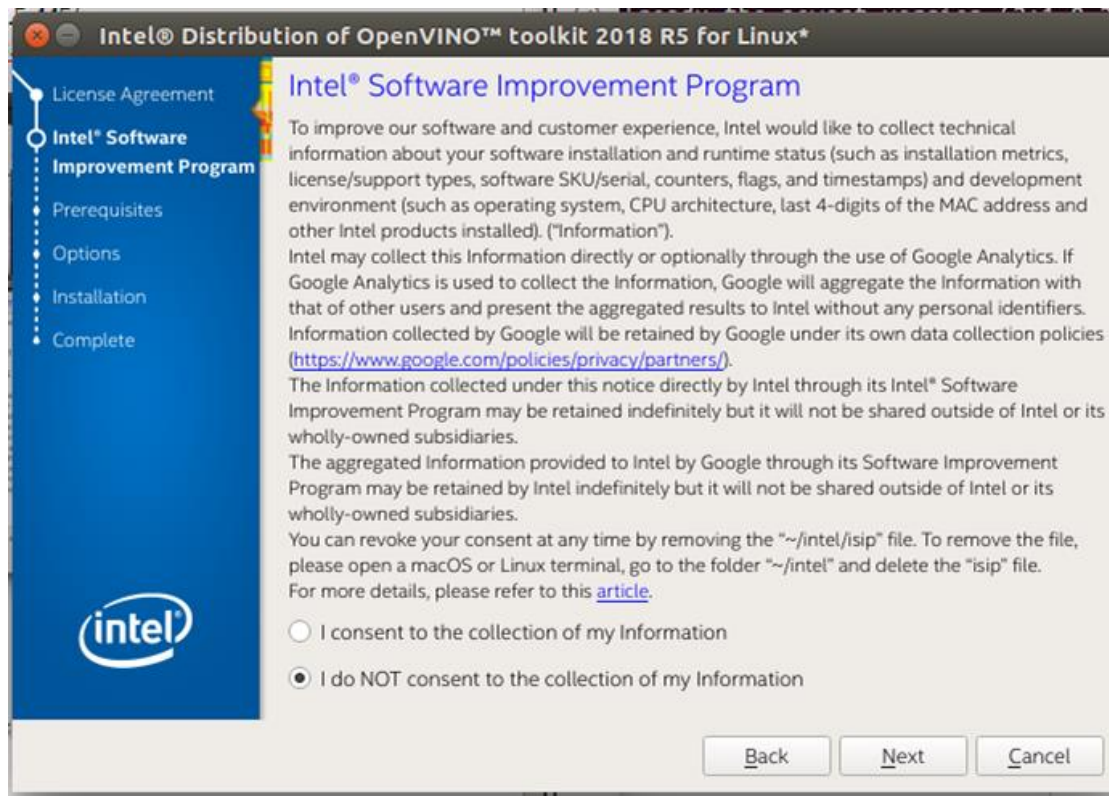 Intel® Distribution of OpenVINO™ toolkit 2018 R5 for Linux*
License Agreement
Intel® Software
Improvement Program
Prerequisites
Options
Installation
Complete
intel®
Intel® Software Improvement Program
To improve our software and customer experience, Intel would like to collect technical
information about your software installation and runtime status (such as installation metrics,
license/support types, software SKU/serial, counters, flags, and timestamps) and development
environment (such as operating system, CPU architecture, last 4-digits of the MAC address and
other Intel products installed). ("Information").
Intel may collect this Information directly or optionally through the use of Google Analytics. If
Google Analytics is used to collect the Information, Google will aggregate the Information with
that of other users and present the aggregated results to Intel without any personal identifiers.
Information collected by Google will be retained by Google under its own data collection policies
(https://www.google.com/policies/privacy/partners/).
The Information collected under this notice directly by Intel through its Intel® Software
Improvement Program may be retained indefinitely but it will not be shared outside of Intel or its
wholly-owned subsidiaries.
The aggregated Information provided to Intel by Google through its Software Improvement
Program may be retained by Intel indefinitely but it will not be shared outside of Intel or its
wholly-owned subsidiaries.
You can revoke your consent at any time by removing the "~/intel/isip" file. To remove the file,
please open a macOS or Linux terminal, go to the folder "~/intel" and delete the "isip" file.
For more details, please refer to this article.
I consent to the collection of my Information
I do NOT consent to the collection of my Information
Back Next Cancel